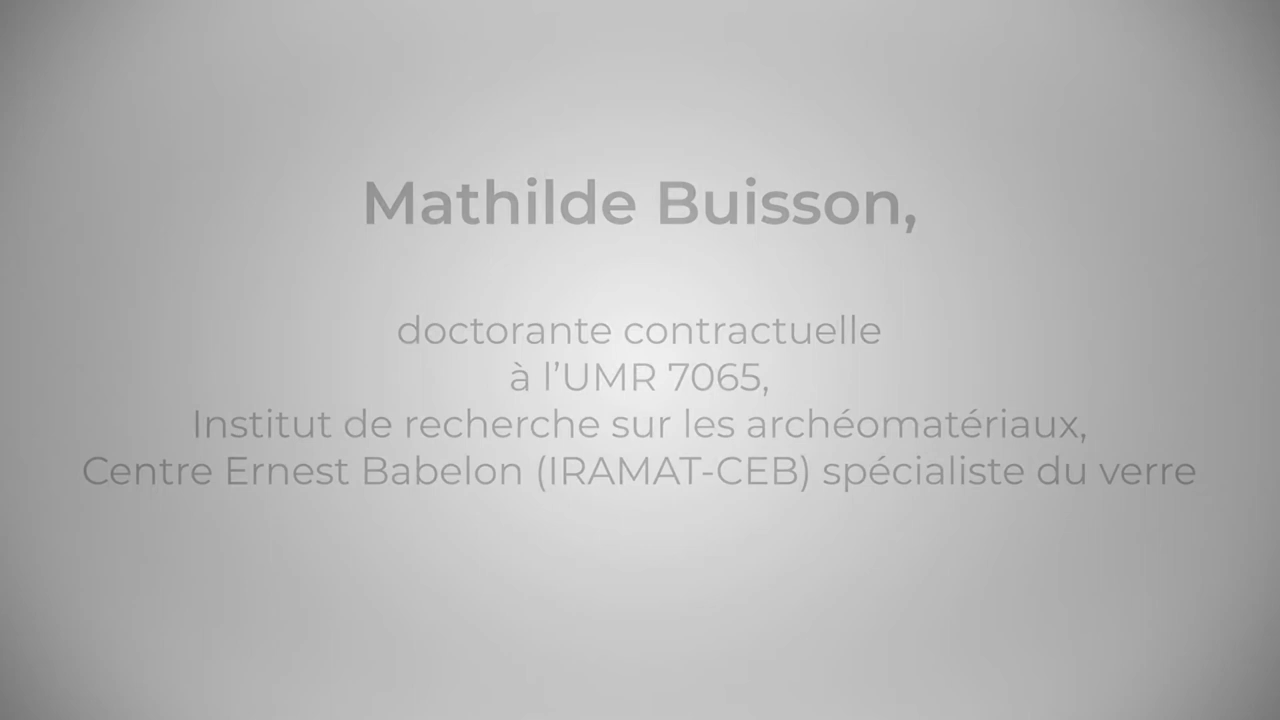 Mathilde Buisson,
doctorante contractuelle
à l’UMR 7065,
Institut de recherche sur les archéomatériaux,
Centre Ernest Babelon (IRAMAT-CEB) spécialiste du verre